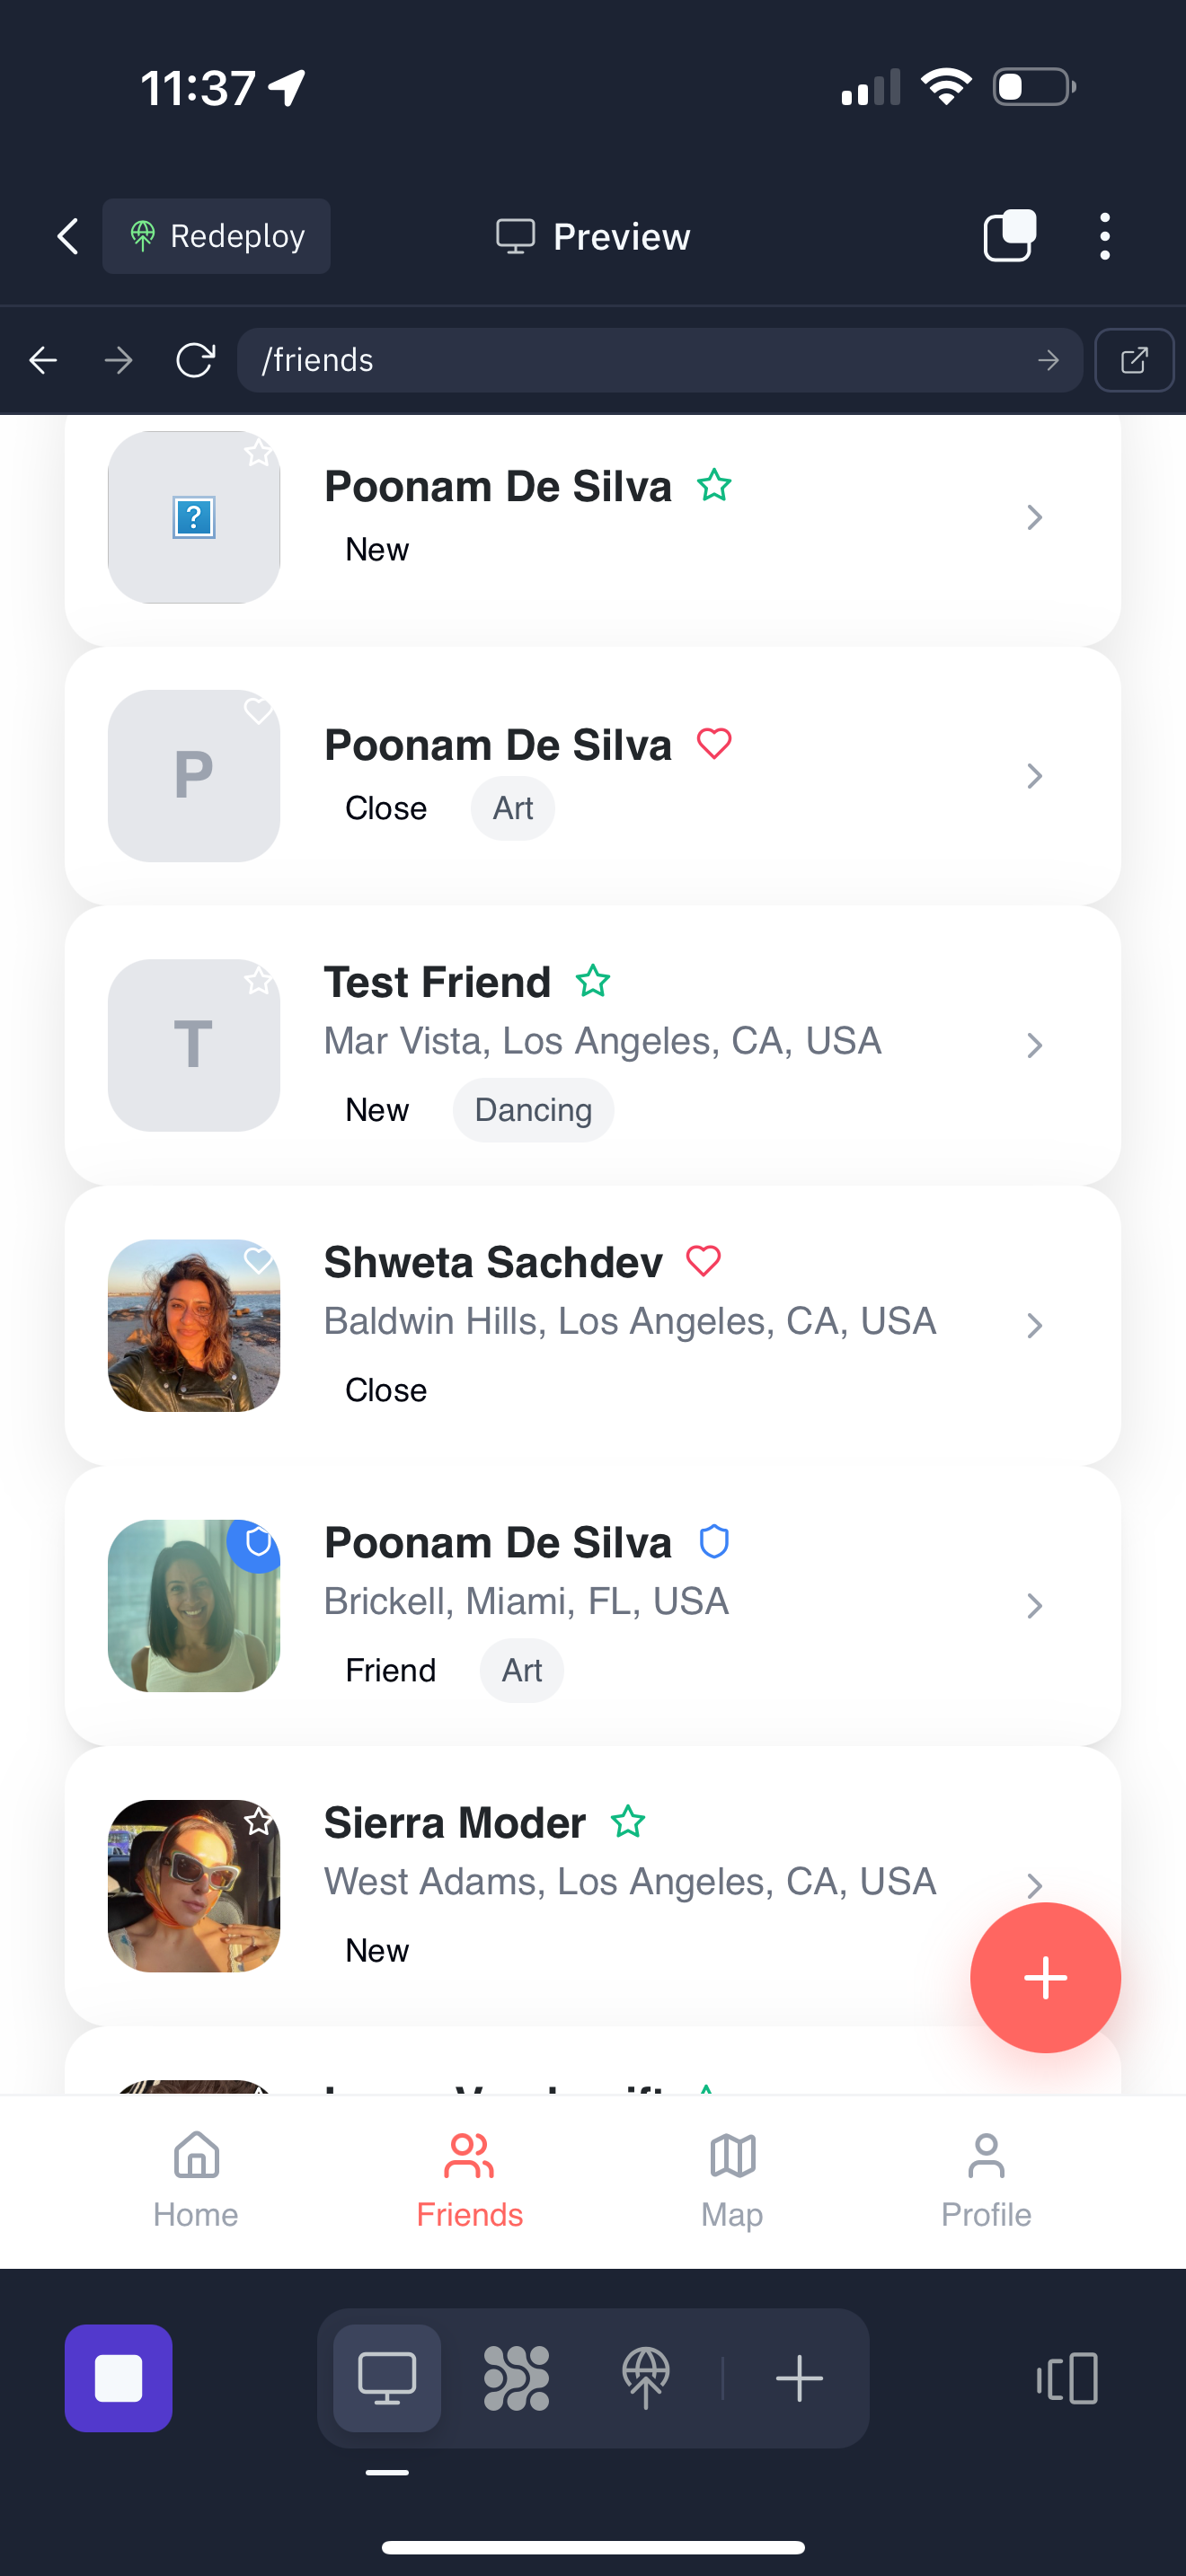 11:37
Redeploy
Preview
/friends
?
Poonam De Silva
New
P
Poonam De Silva
Close
Art
T
Test Friend
Mar Vista, Los Angeles, CA, USA
New
Dancing
Shweta Sachdev
Baldwin Hills, Los Angeles, CA, USA
Close
Poonam De Silva
Brickell, Miami, FL, USA
Friend
Art
Sierra Moder
West Adams, Los Angeles, CA, USA
New
Home
Friends
Map
Profile